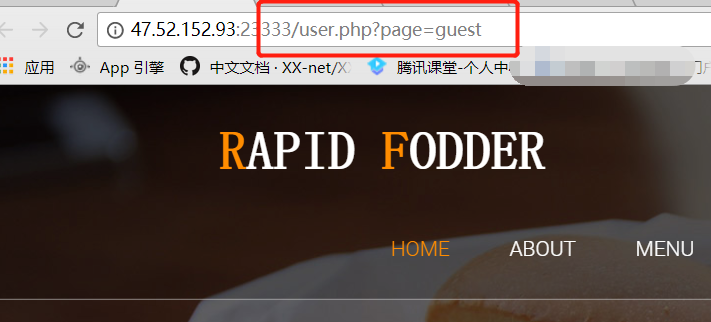 47.52.152.93:23333/user.php?page=guest
应用 App 引擎 中文文档 · XX-net/X 腾讯课堂-个人中
RAPID FODDER
HOME ABOUT MENU